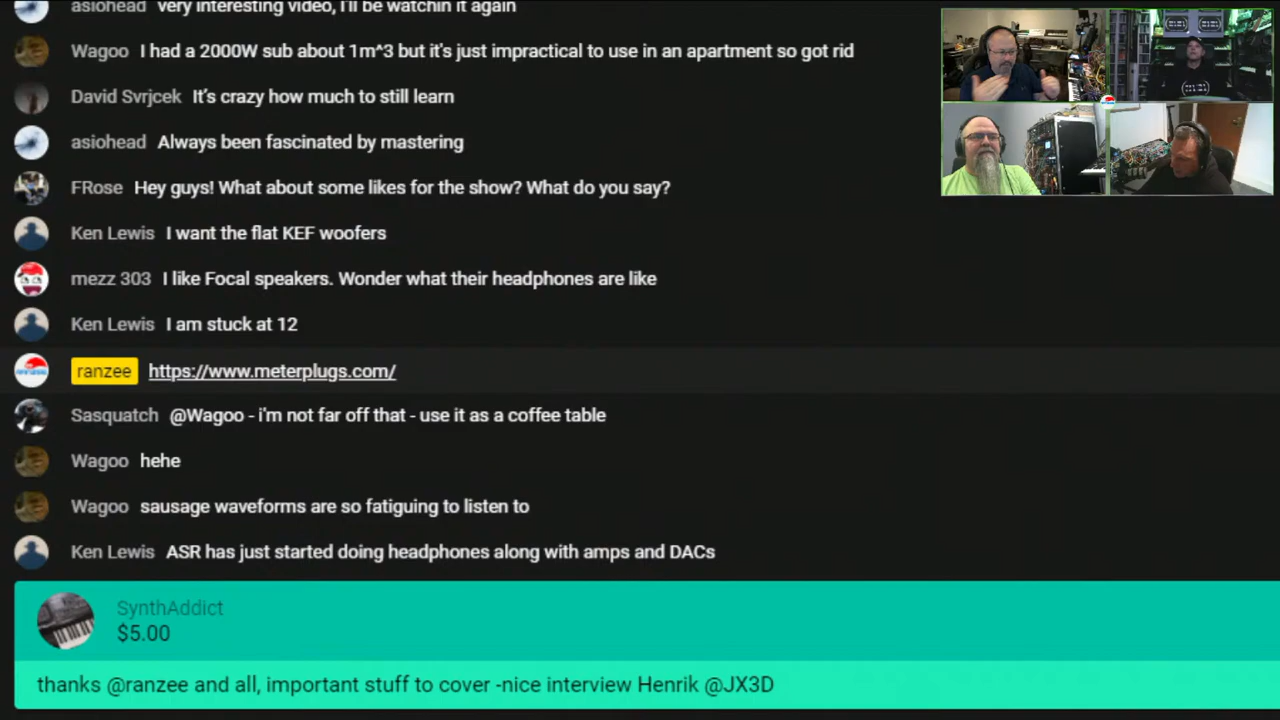 asiohead very interesting video, I'll be watchin it again
Wagoo I had a 2000W sub about 1m^3 but it's just impractical to use in an apartment so got rid
David Svrjcek It's crazy how much to still learn
asiohead Always been fascinated by mastering
FRose Hey guys! What about some likes for the show? What do you say?
Ken Lewis I want the flat KEF woofers
mezz 303 I like Focal speakers. Wonder what their headphones are like
Ken Lewis I am stuck at 12
ranzee https://www.meterplugs.com/
Sasquatch @Wagoo - i'm not far off that - use it as a coffee table
Wagoo hehe
Wagoo sausage waveforms are so fatiguing to listen to
Ken Lewis ASR has just started doing headphones along with amps and DACs
SynthAddict
$5.00
thanks @ranzee and all, important stuff to cover -nice interview Henrik @JX3D